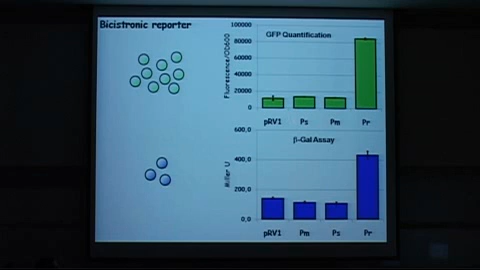 Bicistronic reporter
GFP Quantification
Fluorescence/OD600
100000
80000
60000
40000
20000
0
pRV1 Ps Pm Pr
β-Gal Assay
Miller U
600,0
400,0
200,0
0,0
pRV1 Pm Ps Pr